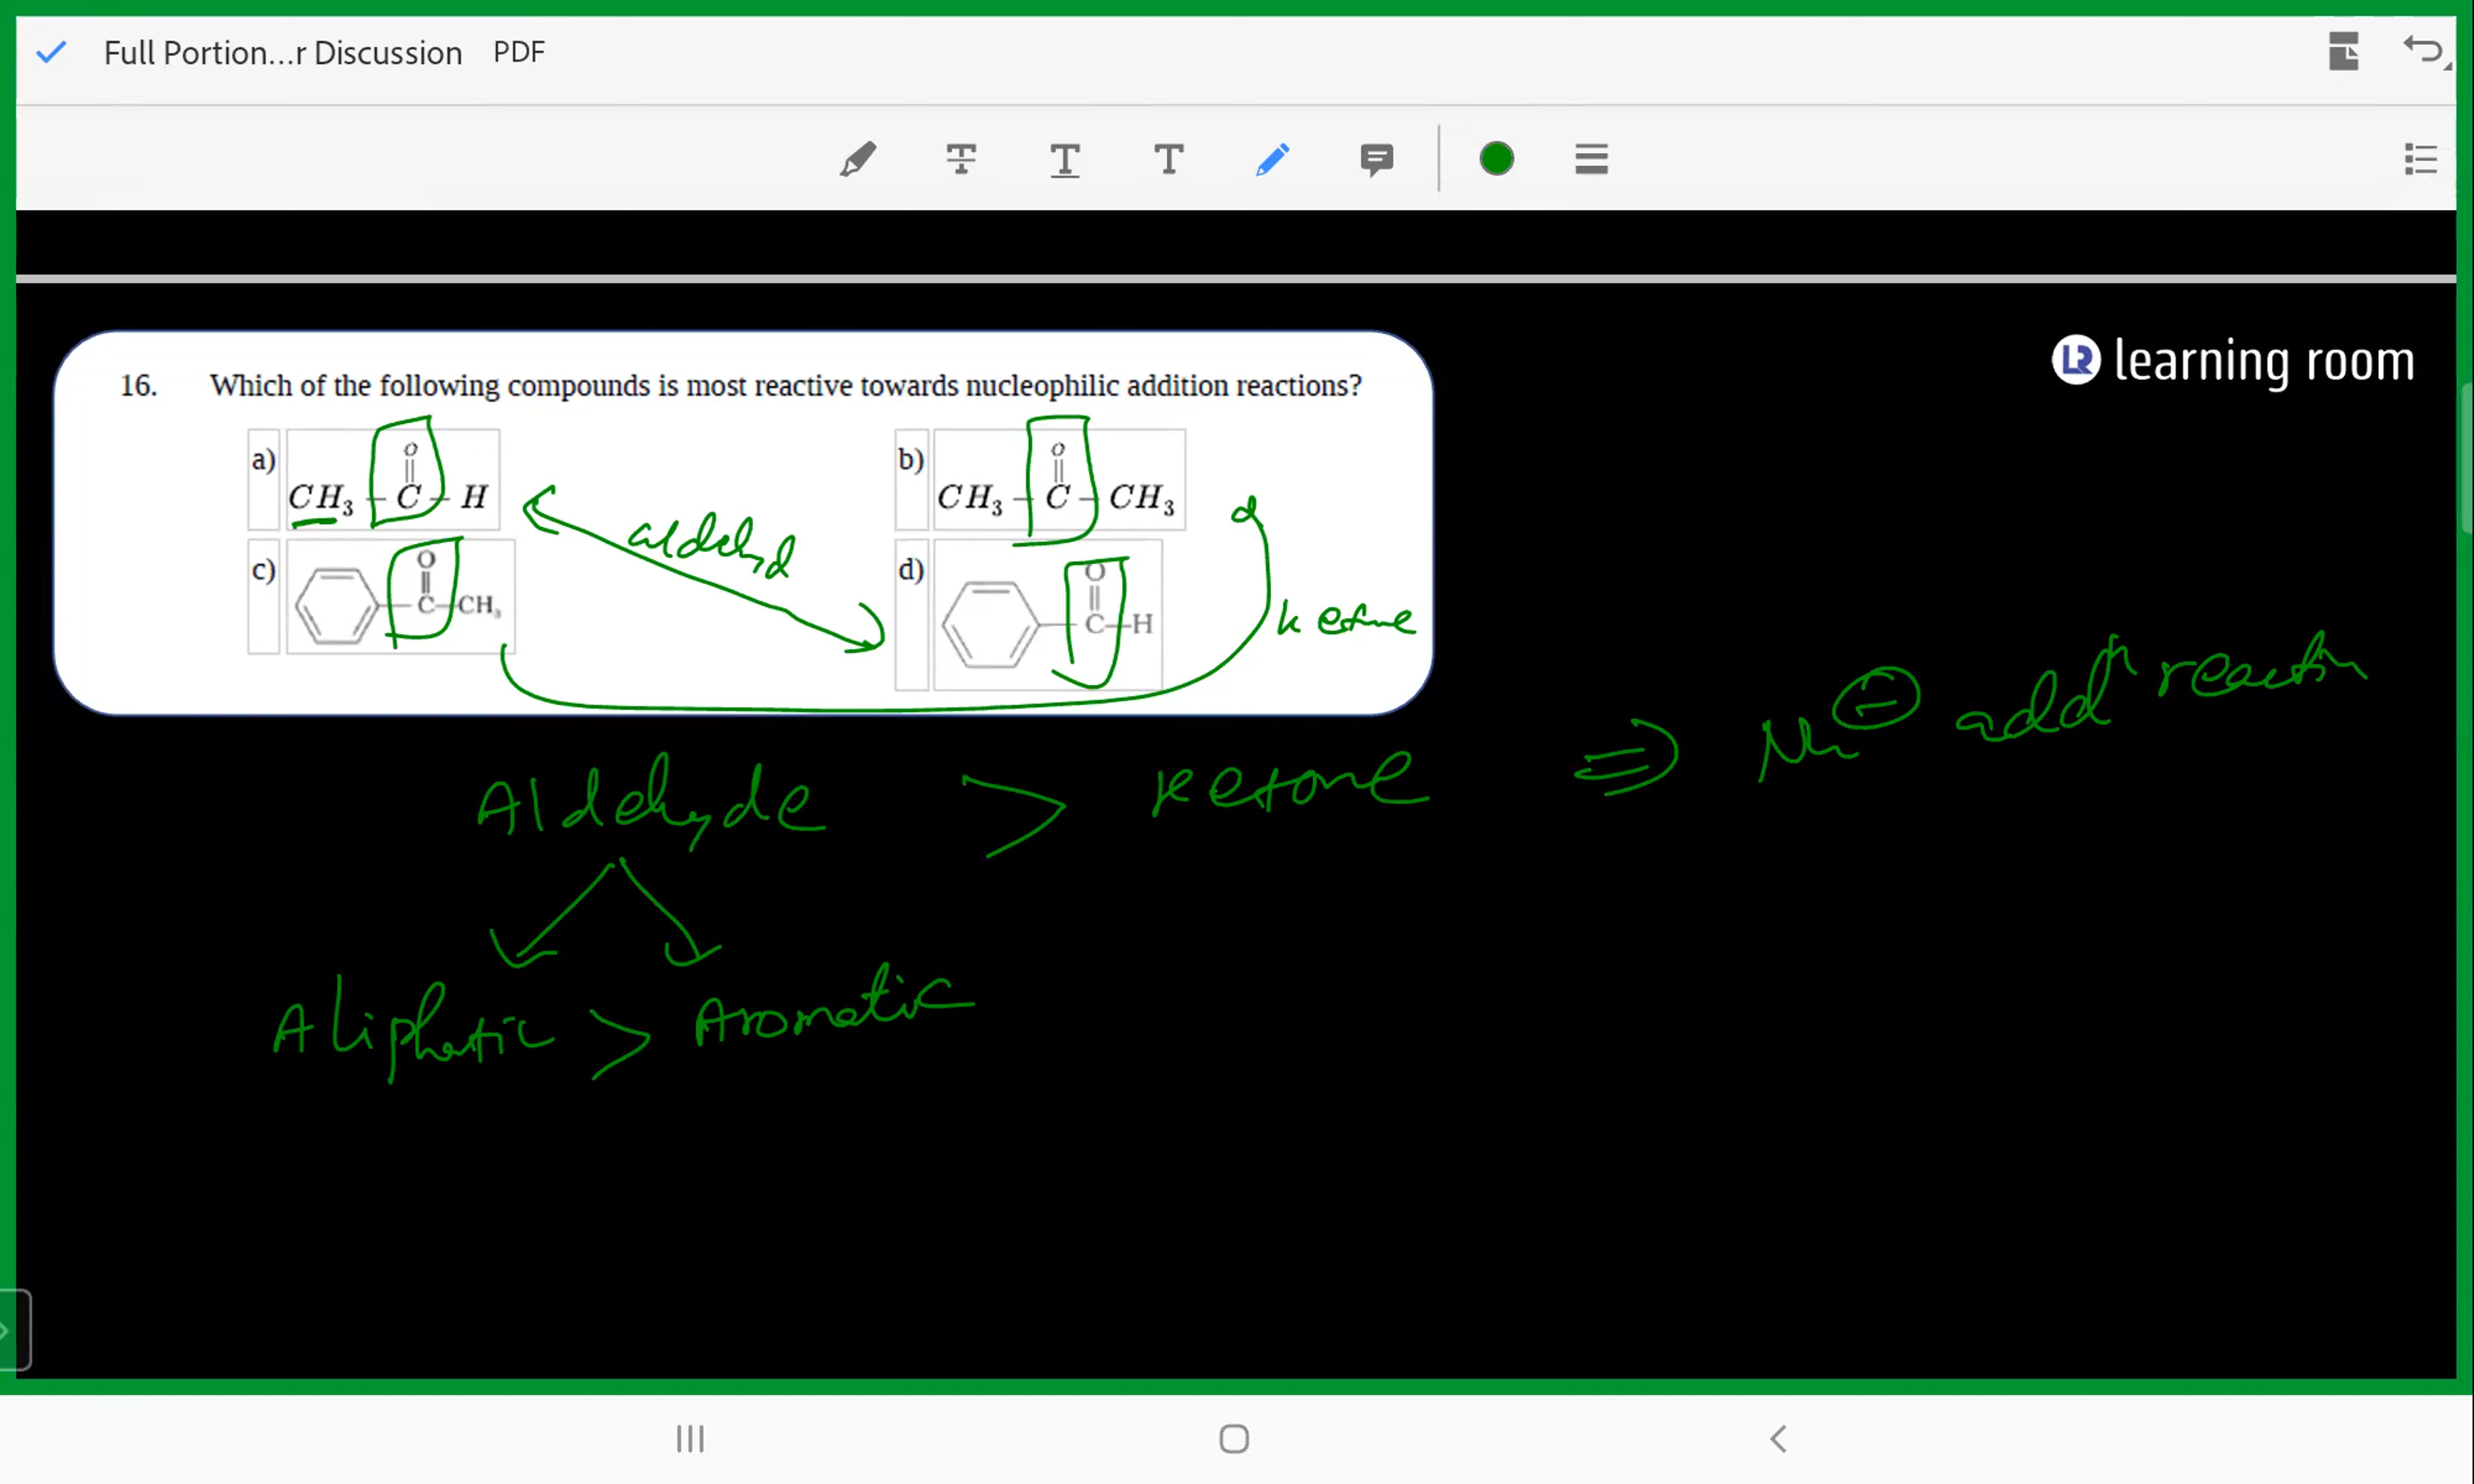 Full Portion...r Discussion PDF
learning room
16. Which of the following compounds is most reactive towards nucleophilic addition reactions?
a) CH₃ – C – H
O
b) CH₃ – C – CH₃
O
aldehyd
c) O
C–CH₃
d) O
C–H
ketone
Aldehyde > Ketone ⇒ Nu⊖ addⁿ reactn
Aliphatic > Aromatic